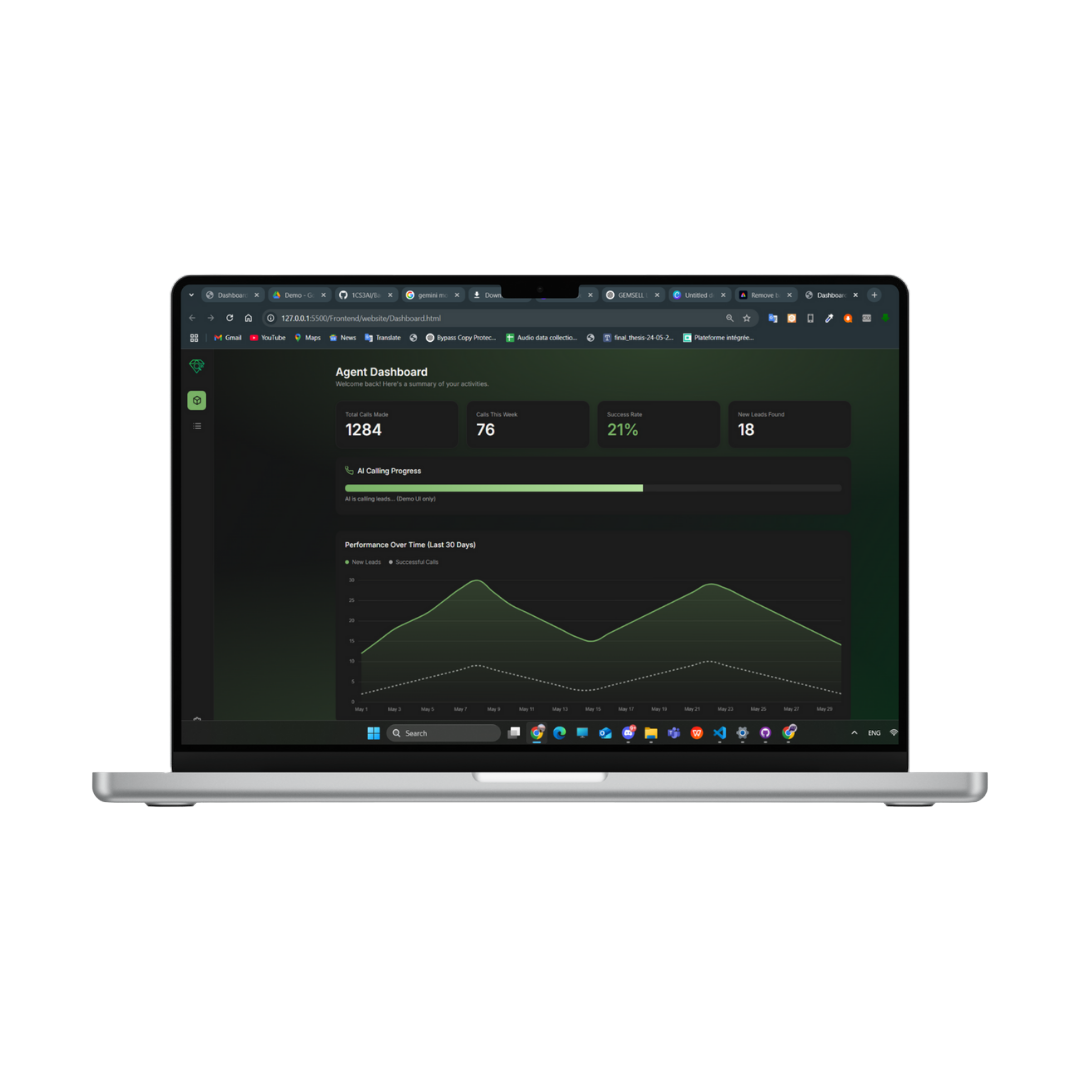 Dashboar
Demo - G
1CS3AI/Ba
gemini m
Down
GEMSELL
Untitled d
Remove b
Dashboar
127.0.0.1:5500/Frontend/website/Dashboard.html
Gmail
YouTube
Maps
News
Translate
Bypass Copy Protec...
Audio data collectio...
final_thesis-24-05-2...
Plateforme intégrée...
Agent Dashboard
Welcome back! Here's a summary of your activities.
Total Calls Made
1284
Calls This Week
76
Success Rate
21%
New Leads Found
18
AI Calling Progress
AI is calling leads... (Demo UI only)
Performance Over Time (Last 30 Days)
New Leads
Successful Calls
30
25
20
15
10
5
0
May 1
May 3
May 5
May 7
May 9
May 11
May 13
May 15
May 17
May 19
May 21
May 23
May 25
May 27
May 29
Search
ENG